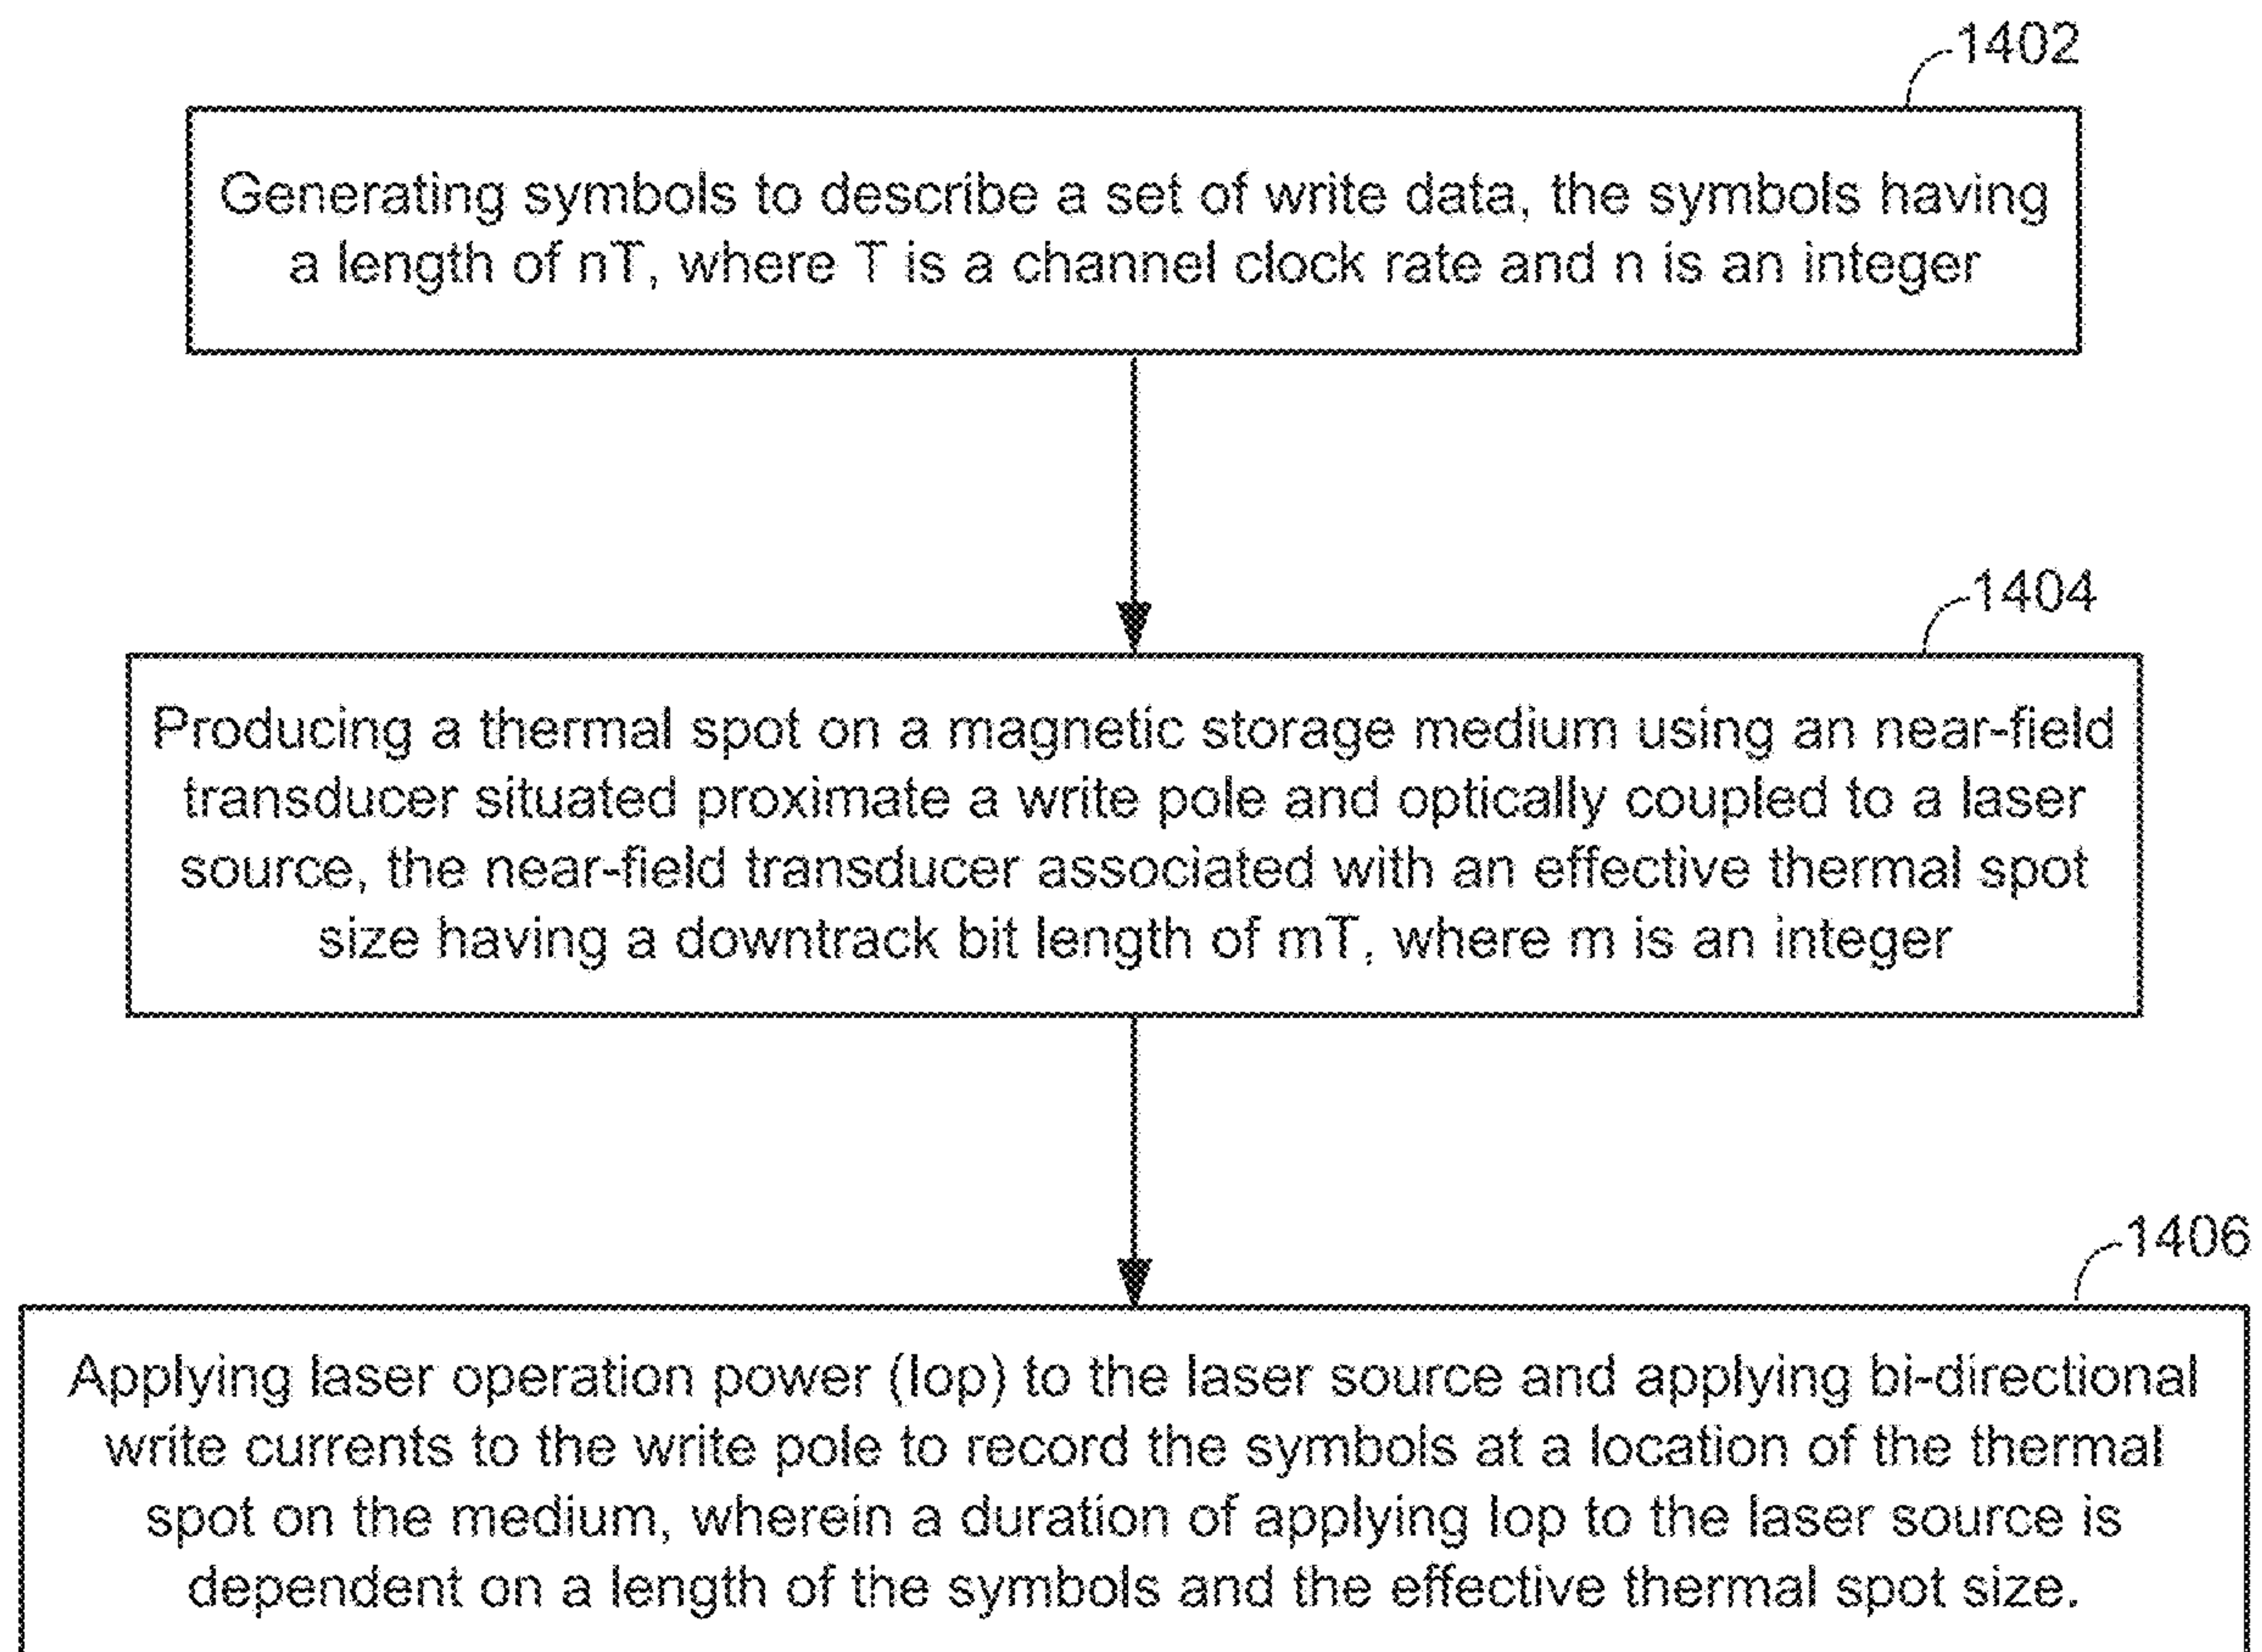 1402
Generating symbols to describe a set of write data, the symbols having
a length of nT, where T is a channel clock rate and n is an integer
1404
Producing a thermal spot on a magnetic storage medium using an near-field
transducer situated proximate a write pole and optically coupled to a laser
source, the near-field transducer associated with an effective thermal spot
size having a downtrack bit length of mT, where m is an integer
1406
Applying laser operation power (Iop) to the laser source and applying bi-directional
write currents to the write pole to record the symbols at a location of the thermal
spot on the medium, wherein a duration of applying Iop to the laser source is
dependent on a length of the symbols and the effective thermal spot size.